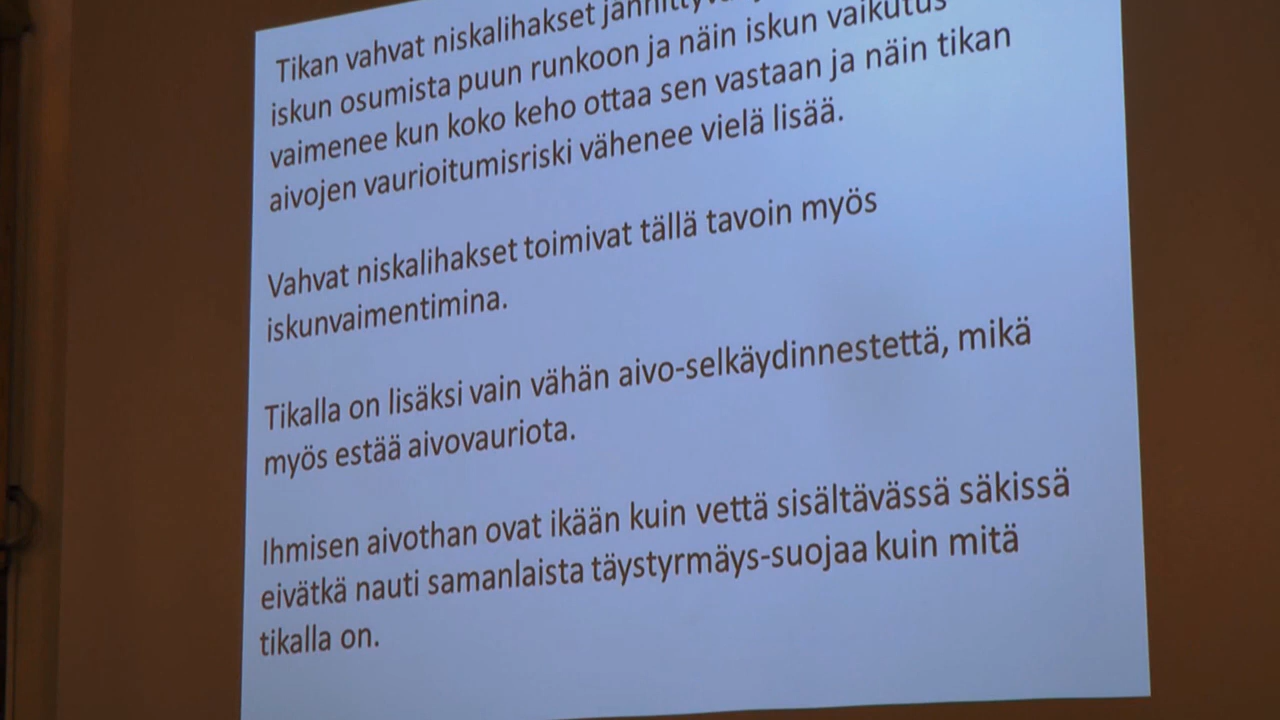 Tikan vahvat niskalihakset
iskun osumista puun runkoon ja näin iskun vaikutus
vaimenee kun koko keho ottaa sen vastaan ja näin tikan
aivojen vaurioitumisriski vähenee vielä lisää.
Vahvat niskalihakset toimivat tällä tavoin myös
iskunvaimentimina.
Tikalla on lisäksi vain vähän aivo-selkäydinnestettä, mikä
myös estää aivovauriota.
Ihmisen aivothan ovat ikään kuin vettä sisältävässä säkissä
eivätkä nauti samanlaista täystyrmäys-suojaa kuin mitä
tikalla on.